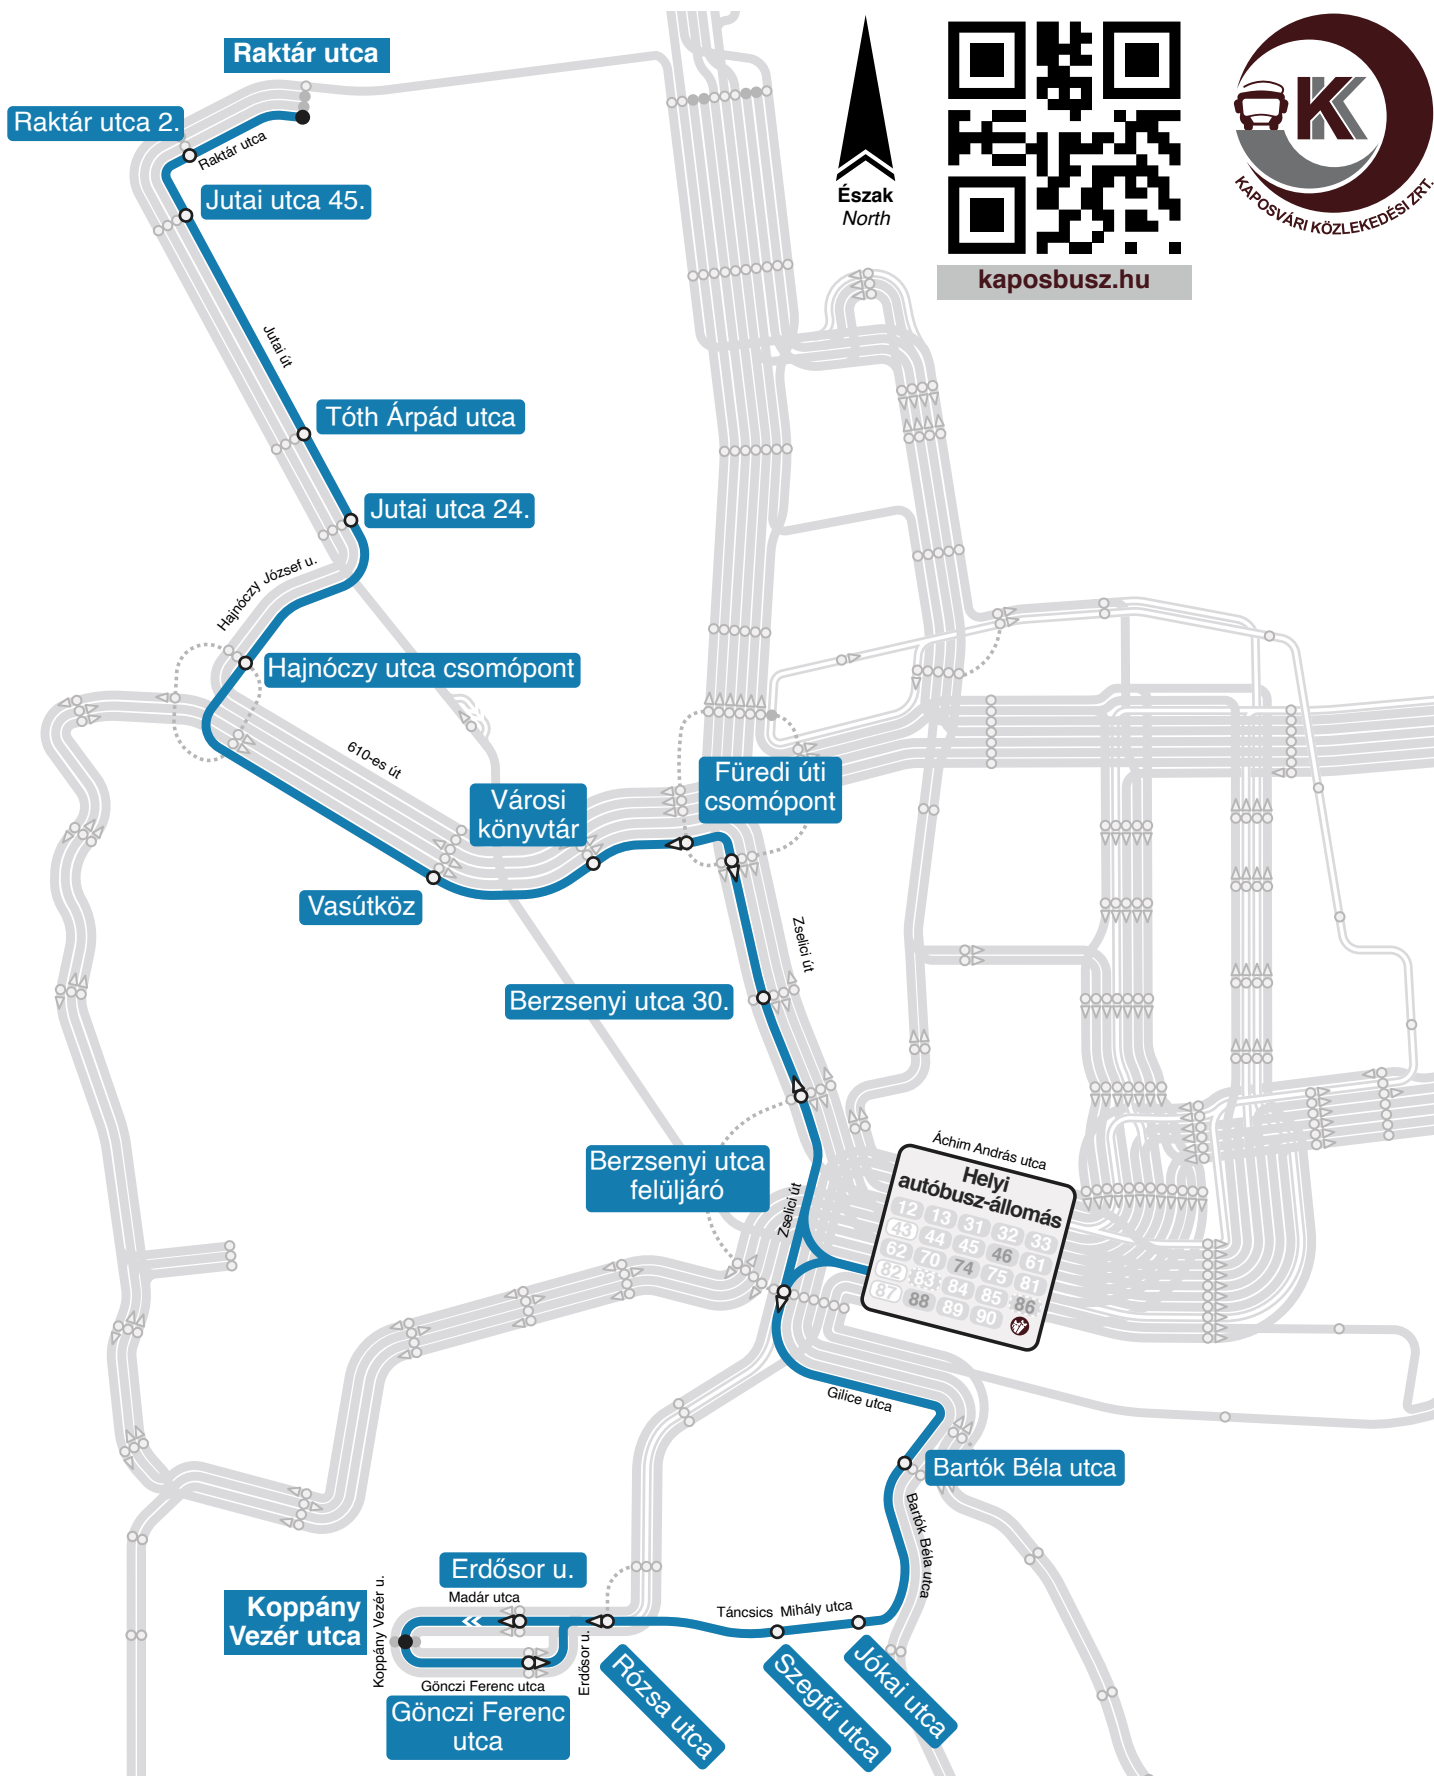 Raktár utca
Raktár utca 2.
Raktár utca
Jutai utca 45.
Észak
North
kaposbusz.hu
KK
KAPOSVÁRI KÖZLEKEDÉSI ZRT.
Jutai út
Tóth Árpád utca
Jutai utca 24.
Hajnóczy József u.
Hajnóczy utca csomópont
610-es út
Városi
könyvtár
Füredi úti
csomópont
Vasútköz
Zselici út
Berzsenyi utca 30.
Berzsenyi utca
felüljáró
Zselici út
Áchim András utca
Helyi
autóbusz-állomás
12 13 31 32 33
43 44 45 46 61
62 70 74 75 81
82 83 84 85 86
87 88 89 90
Gilice utca
Bartók Béla utca
Bartók Béla utca
Erdősor u.
Madár utca
Koppány
Vezér utca
Koppány Vezér u.
Táncsics Mihály utca
Erdősor u.
Gönczi Ferenc utca
Gönczi Ferenc
utca
Rózsa utca
Szegfű utca
Jókai utca